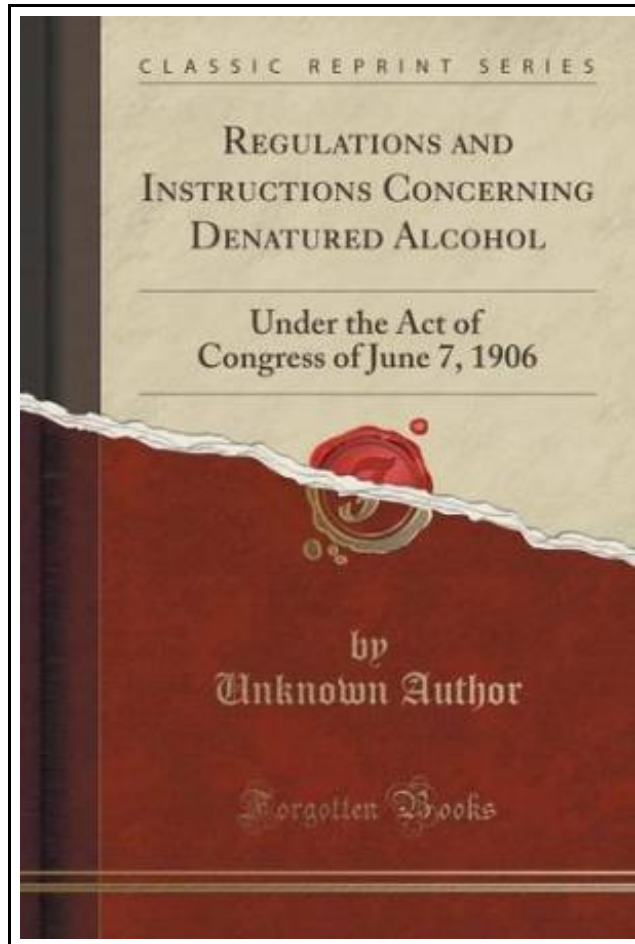 CLASSIC REPRINT SERIES
REGULATIONS AND
INSTRUCTIONS CONCERNING
DENATURED ALCOHOL
Under the Act of
Congress of June 7, 1906
by
Unknown Author
Forgotten Books